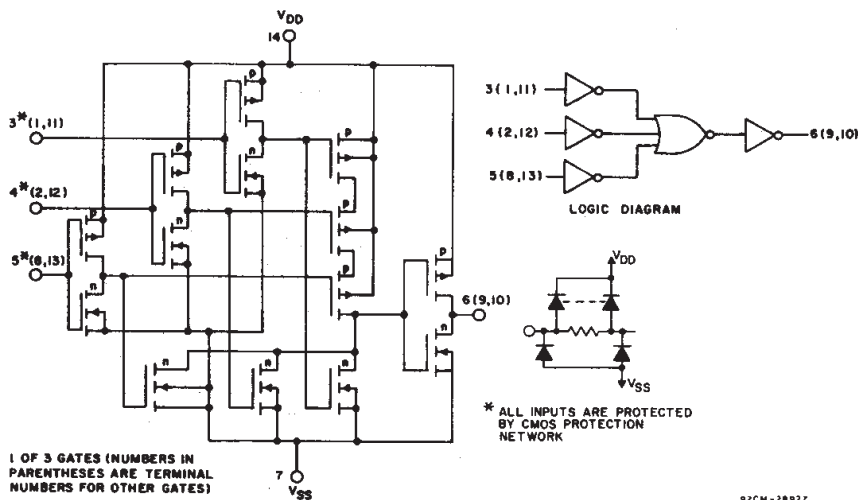 VDD
14
p
3*(1,11)
n
p
p
4*(2,12)
n
p
p
5*(8,13)
n
p
p
6(9,10)
n
n
n
n
1 OF 3 GATES (NUMBERS IN
PARENTHESES ARE TERMINAL
NUMBERS FOR OTHER GATES)
7
VSS
3(1,11)
4(2,12)
6(9,10)
5(8,13)
LOGIC DIAGRAM
VDD
VSS
* ALL INPUTS ARE PROTECTED
BY CMOS PROTECTION
NETWORK
92CM-28927